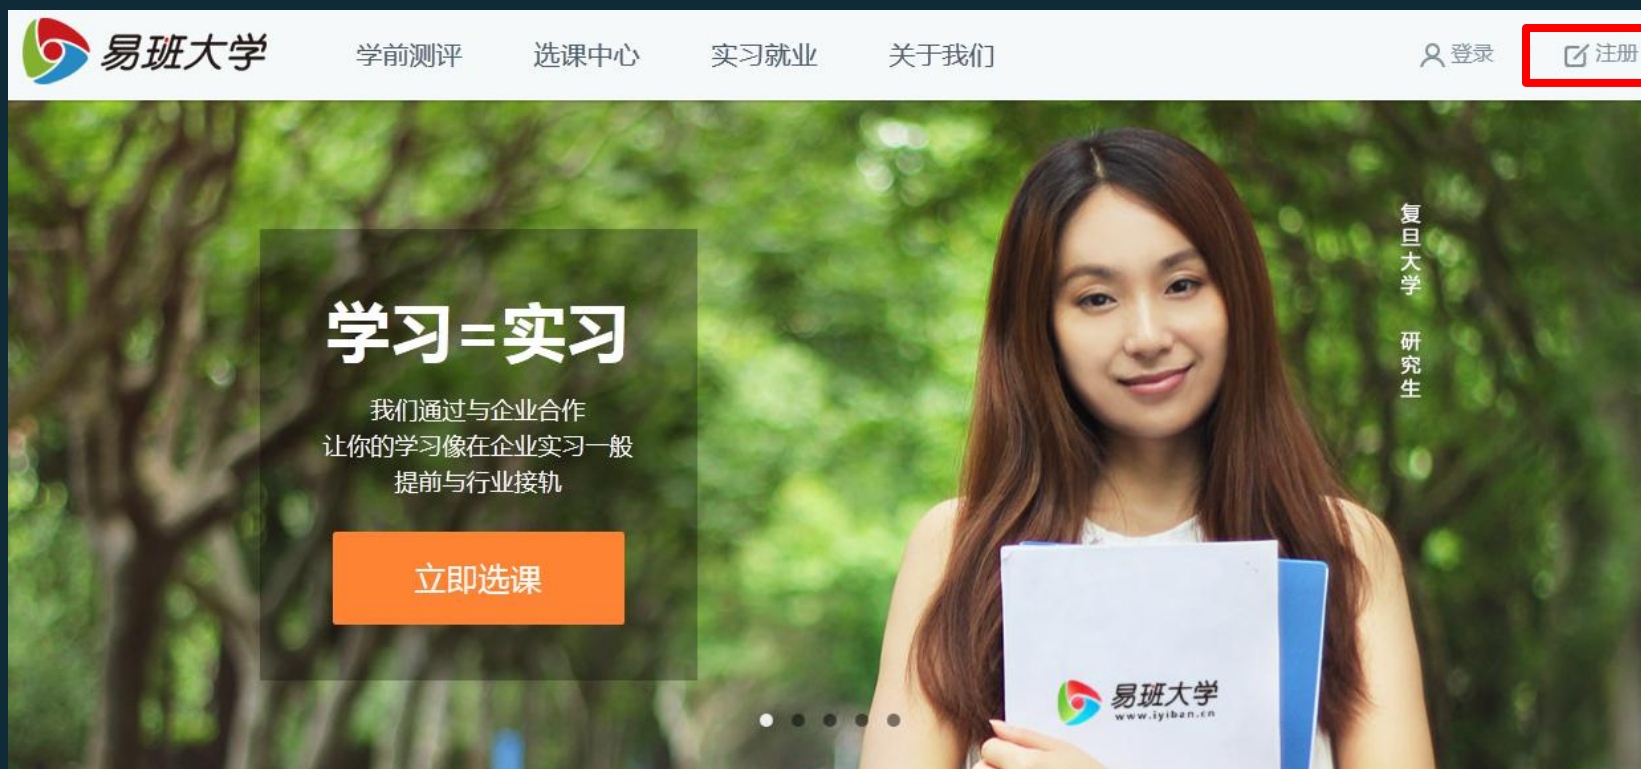 易班大学
学前测评
选课中心
实习就业
关于我们
登录
注册
学习=实习
我们通过与企业合作
让你的学习像在企业实习一般
提前与行业接轨
立即选课
复旦大学 研究生
易班大学
www.iyiban.cn